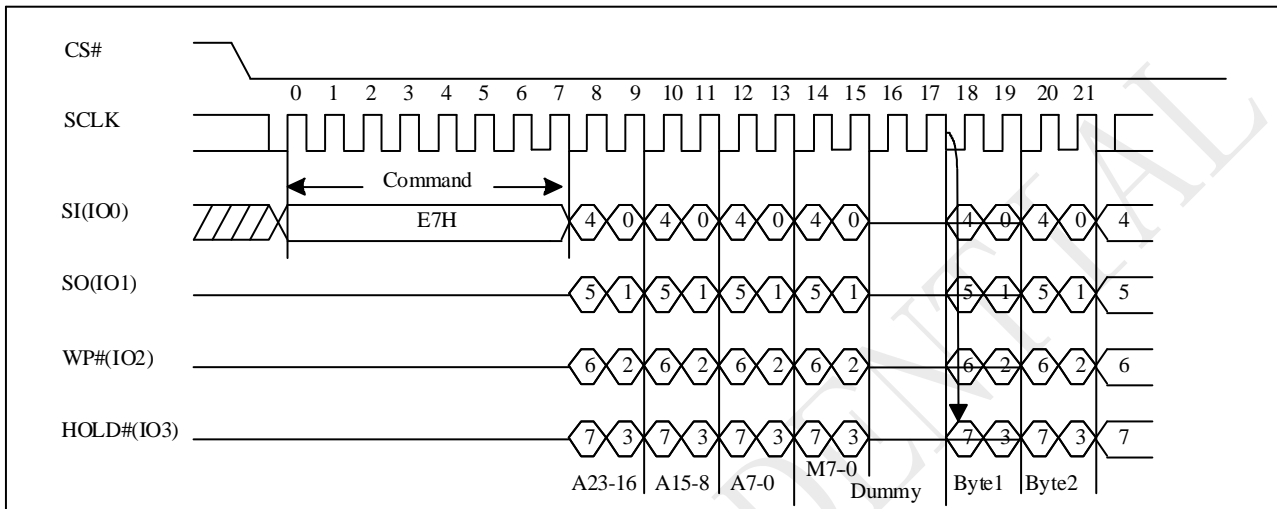 CS#
0 1 2 3 4 5 6 7 8 9 10 11 12 13 14 15 16 17 18 19 20 21
SCLK
Command
SI(IO0) E7H 4 0 4 0 4 0 4 0 4 0 4 0 4
SO(IO1) 5 1 5 1 5 1 5 1 5 1 5 1 5
WP#(IO2) 6 2 6 2 6 2 6 2 6 2 6 2 6
HOLD#(IO3) 7 3 7 3 7 3 7 3 7 3 7 3 7
A23-16 A15-8 A7-0 M7-0 Dummy Byte1 Byte2
DENTIAL